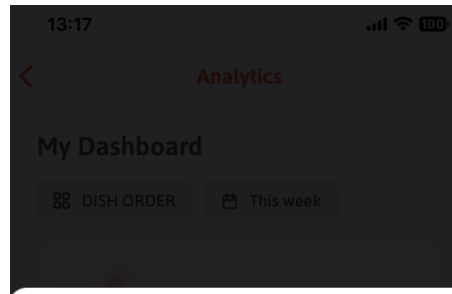 13:17
100
Analytics
My Dashboard
DISH ORDER
This week